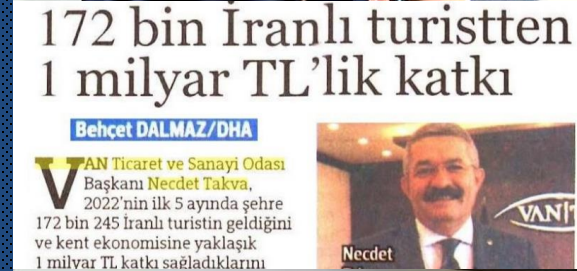 172 bin İranlı turistten
1 milyar TL'lik katkı
Behçet DALMAZ/DHA
VAN Ticaret ve Sanayi Odası
Başkanı Necdet Takva,
2022'nin ilk 5 ayında şehre
172 bin 245 İranlı turistin geldiğini
ve kent ekonomisine yaklaşık
1 milyar TL katkı sağladıklarını
VANT
Necdet